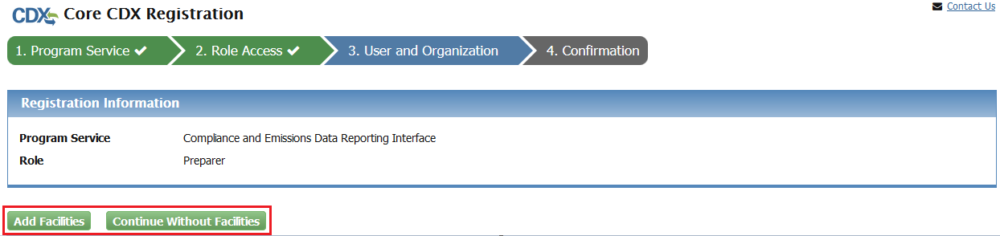 CDX Core CDX Registration
Contact Us
1. Program Service 2. Role Access 3. User and Organization 4. Confirmation
Registration Information
Program Service Compliance and Emissions Data Reporting Interface
Role Preparer
Add Facilities Continue Without Facilities